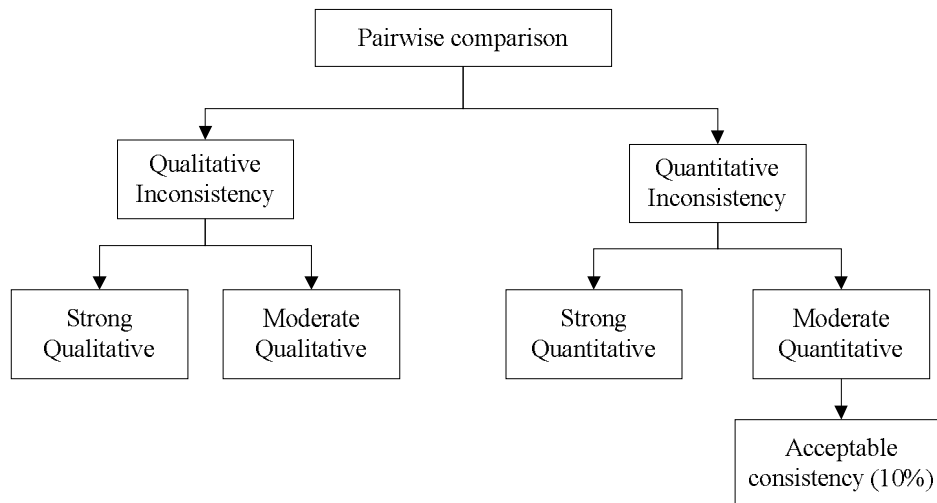 Pairwise comparison
Qualitative
Inconsistency
Quantitative
Inconsistency
Strong
Qualitative
Moderate
Qualitative
Strong
Quantitative
Moderate
Quantitative
Acceptable
consistency (10%)